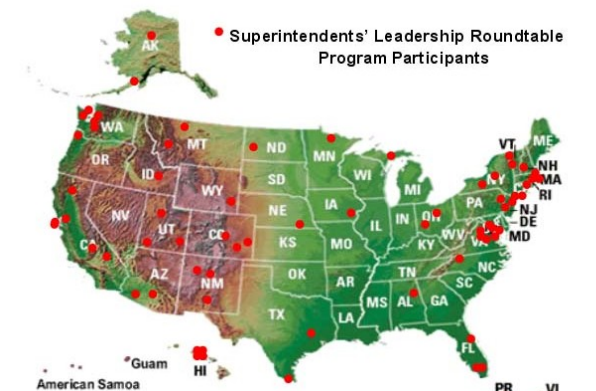 Superintendents' Leadership Roundtable
Program Participants
AK
WA
MT
ND
MN
VT
ME
OR
ID
SD
WI
MI
NY
NH
MA
RI
WY
NV
UT
NE
IA
IL
IN
OH
PA
NJ
DE
MD
CA
CO
KS
MO
KY
WV
VA
AZ
NM
OK
AR
TN
NC
SC
TX
LA
MS
AL
GA
FL
HI
Guam
American Samoa
PR
VI